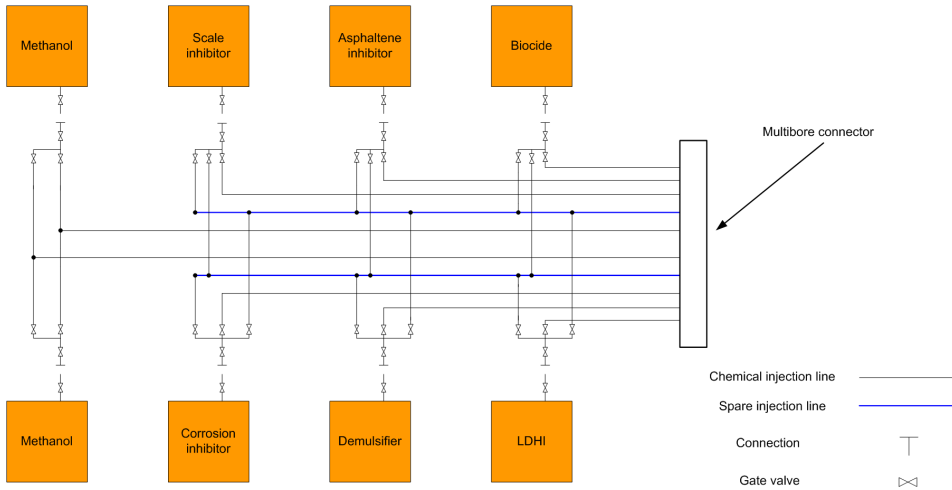 Methanol
Scale
inhibitor
Asphaltene
inhibitor
Biocide
Multibore connector
Methanol
Corrosion
inhibitor
Demulsifier
LDHI
Chemical injection line
Spare injection line
Connection
Gate valve